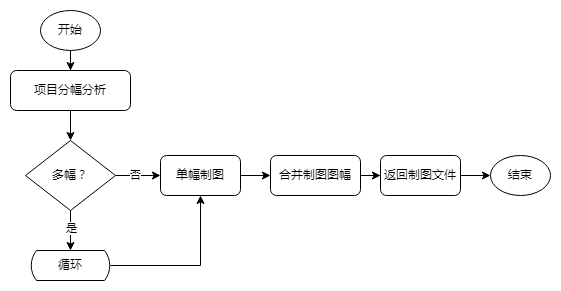 开始
项目分幅分析
多幅？
否
单幅制图
合并制图图幅
返回制图文件
结束
是
循环